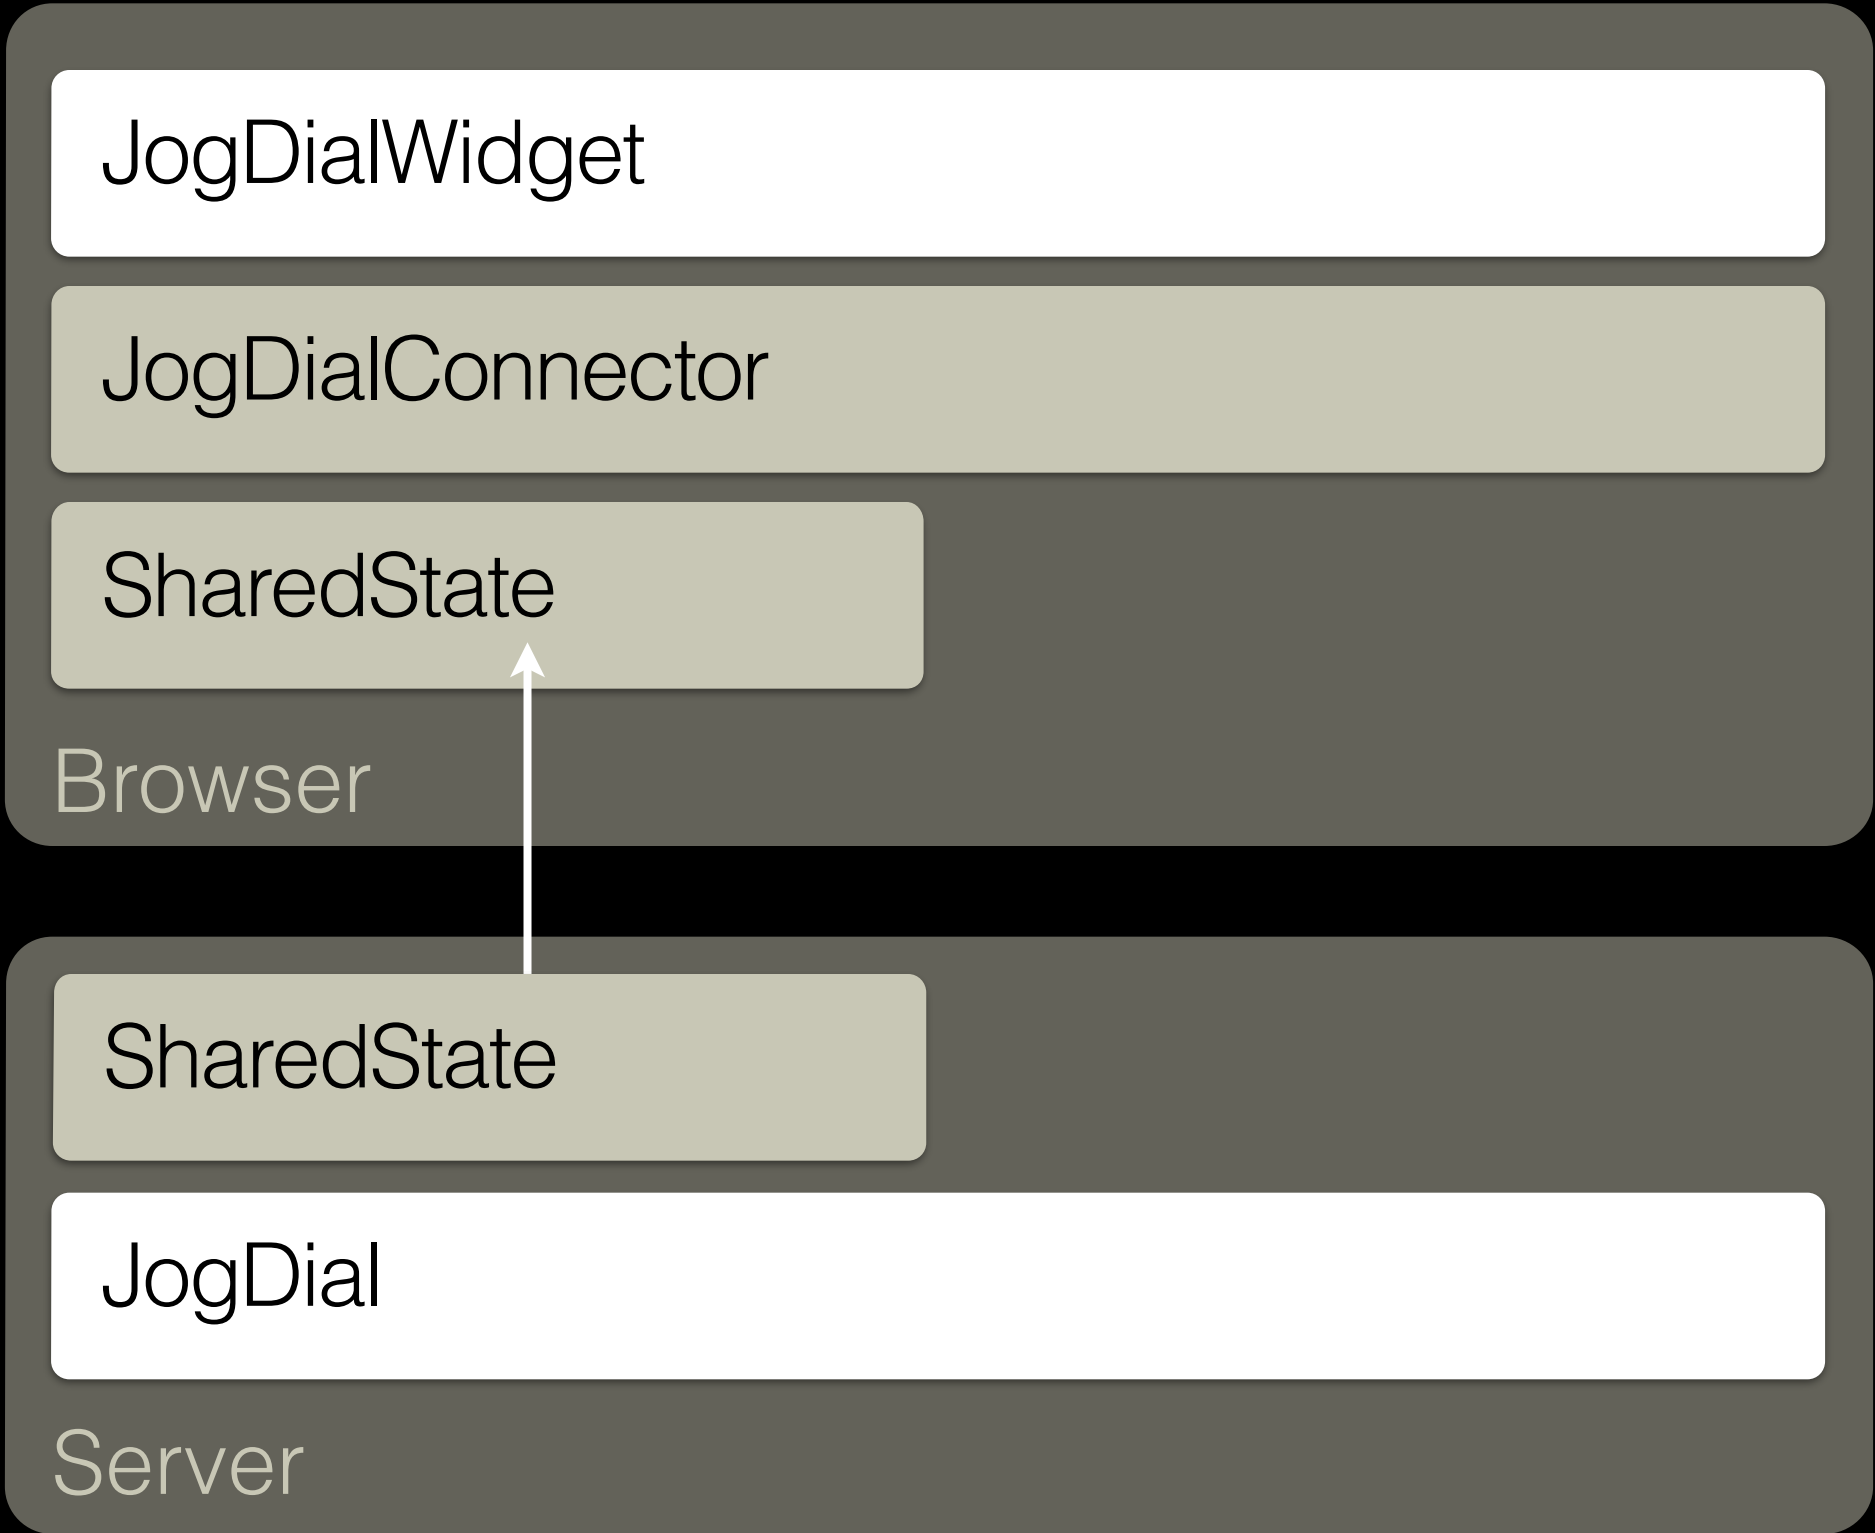 JogDialWidget
JogDialConnector
SharedState
Browser
SharedState
JogDial
Server